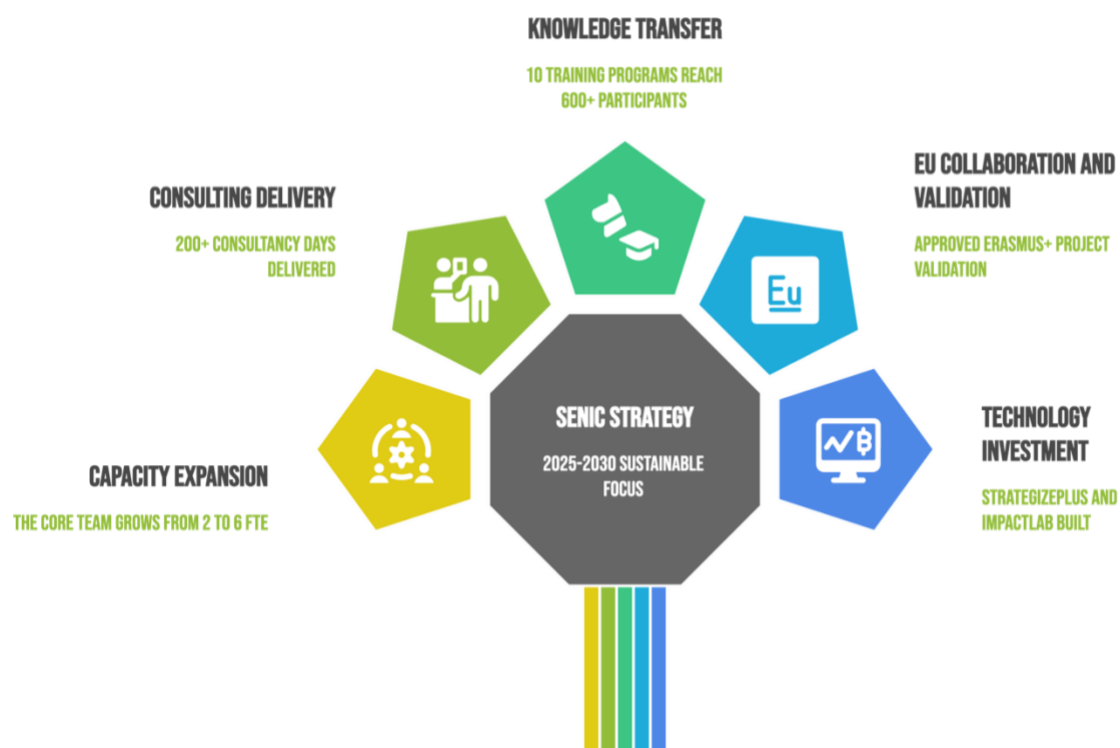 KNOWLEDGE TRANSFER
10 TRAINING PROGRAMS REACH
600+ PARTICIPANTS
EU COLLABORATION AND
VALIDATION
APPROVED ERASMUS+ PROJECT
VALIDATION
CONSULTING DELIVERY
200+ CONSULTANCY DAYS
DELIVERED
Eu
SENIC STRATEGY
2025-2030 SUSTAINABLE
FOCUS
TECHNOLOGY
INVESTMENT
STRATEGIZEPLUS AND
IMPACTLAB BUILT
CAPACITY EXPANSION
THE CORE TEAM GROWS FROM 2 TO 6 FTE